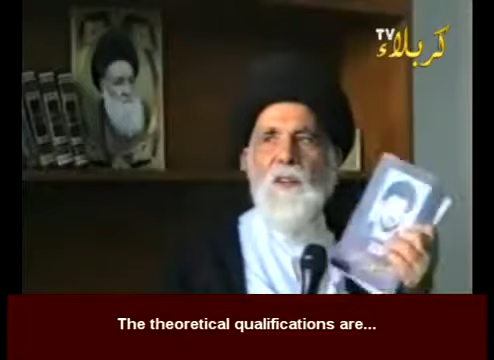 كربلاء
TV
The theoretical qualifications are...